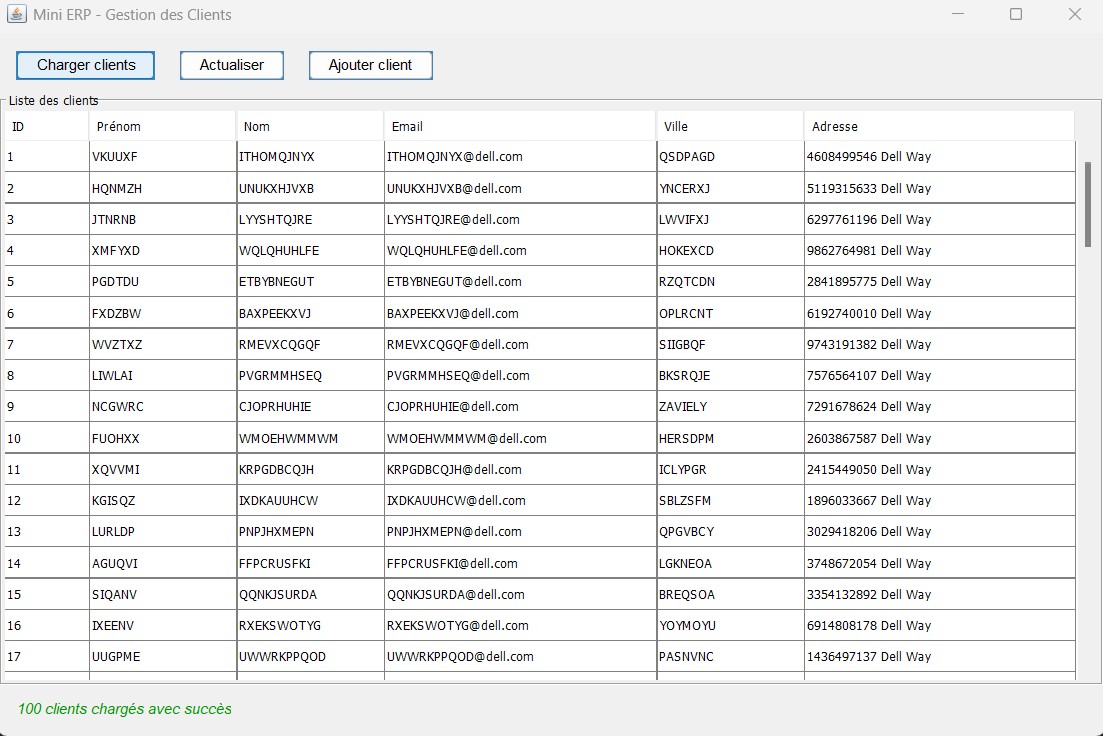 Mini ERP - Gestion des Clients
Charger clients Actualiser Ajouter client
Liste des clients
ID Prénom Nom Email Ville Adresse
1 VKUUXF ITHOMQJNYX ITHOMQJNYX@dell.com QSDPAGD 4608499546 Dell Way
2 HQNMZH UNUKXHJVXB UNUKXHJVXB@dell.com YNCERXJ 5119315633 Dell Way
3 JTNRNB LYYSHTQJRE LYYSHTQJRE@dell.com LWVIFXJ 6297761196 Dell Way
4 XMFYXD WQLQHUHLFE WQLQHUHLFE@dell.com HOKEXCD 9862764981 Dell Way
5 PGDTDU ETBYBNEGUT ETBYBNEGUT@dell.com RZQTCDN 2841895775 Dell Way
6 FXDZBW BAXPEEKXVJ BAXPEEKXVJ@dell.com OPLRCNT 6192740010 Dell Way
7 WVZTXZ RMEVXCQGQF RMEVXCQGQF@dell.com SIIGBQF 9743191382 Dell Way
8 LIWLAI PVGRMMHSEQ PVGRMMHSEQ@dell.com BKSRQJE 7576564107 Dell Way
9 NCGWRC CJOPRHUHIE CJOPRHUHIE@dell.com ZAVIELY 7291678624 Dell Way
10 FUOHXX WMOEHWMMWM WMOEHWMMWM@dell.com HERSDPM 2603867587 Dell Way
11 XQVVMI KRPGDBCQJH KRPGDBCQJH@dell.com ICLYPGR 2415449050 Dell Way
12 KGISQZ IXDKAUUHCW IXDKAUUHCW@dell.com SBLZSFM 1896033667 Dell Way
13 LURLDP PNPJHXMEPN PNPJHXMEPN@dell.com QPGVBCY 3029418206 Dell Way
14 AGUQVI FFPCRUSFKI FFPCRUSFKI@dell.com LGKNEOA 3748672054 Dell Way
15 SIQANV QQNKJSURDA QQNKJSURDA@dell.com BREQSOA 3354132892 Dell Way
16 IXEENV RXEKSWOTYG RXEKSWOTYG@dell.com YOYMOYU 6914808178 Dell Way
17 UUGPME UWWRKPPQOD UWWRKPPQOD@dell.com PASNVNC 1436497137 Dell Way
100 clients chargés avec succès